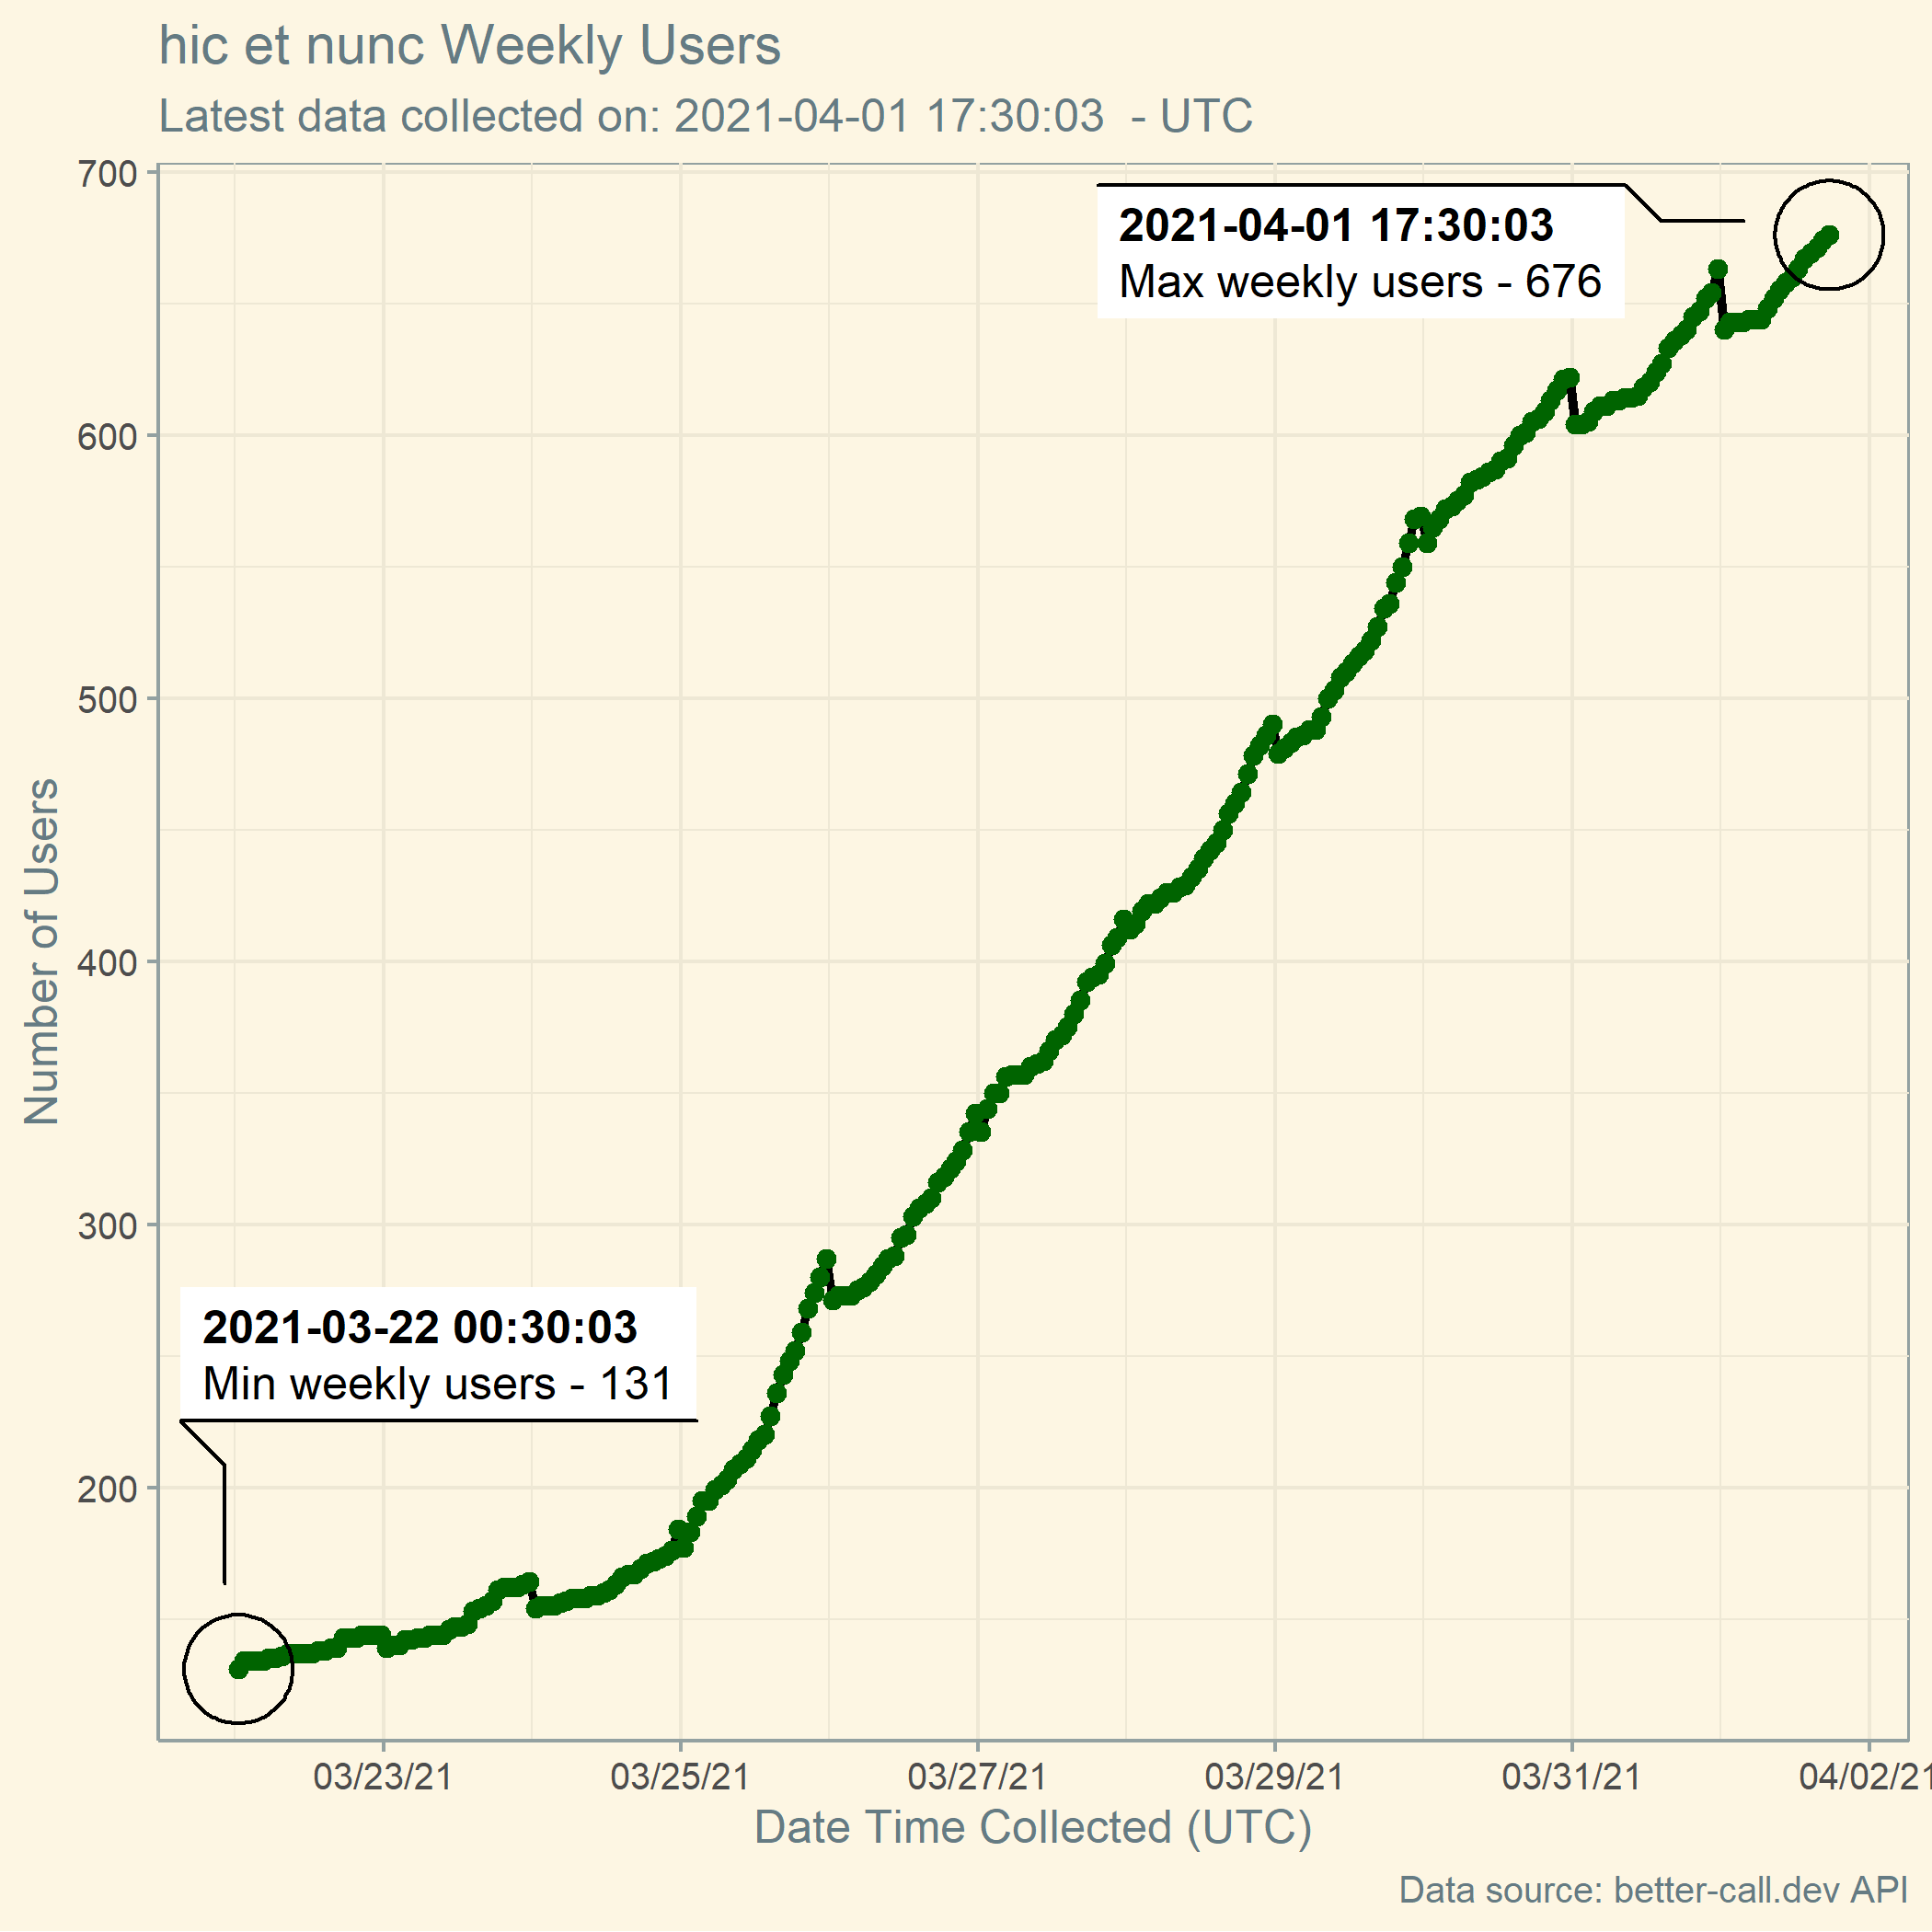 hic et nunc Weekly Users
Latest data collected on: 2021-04-01 17:30:03  - UTC
700
600
500
400
300
200
Number of Users
2021-04-01 17:30:03
Max weekly users - 676
2021-03-22 00:30:03
Min weekly users - 131
03/23/21
03/25/21
03/27/21
03/29/21
03/31/21
04/02/21
Date Time Collected (UTC)
Data source: better-call.dev API